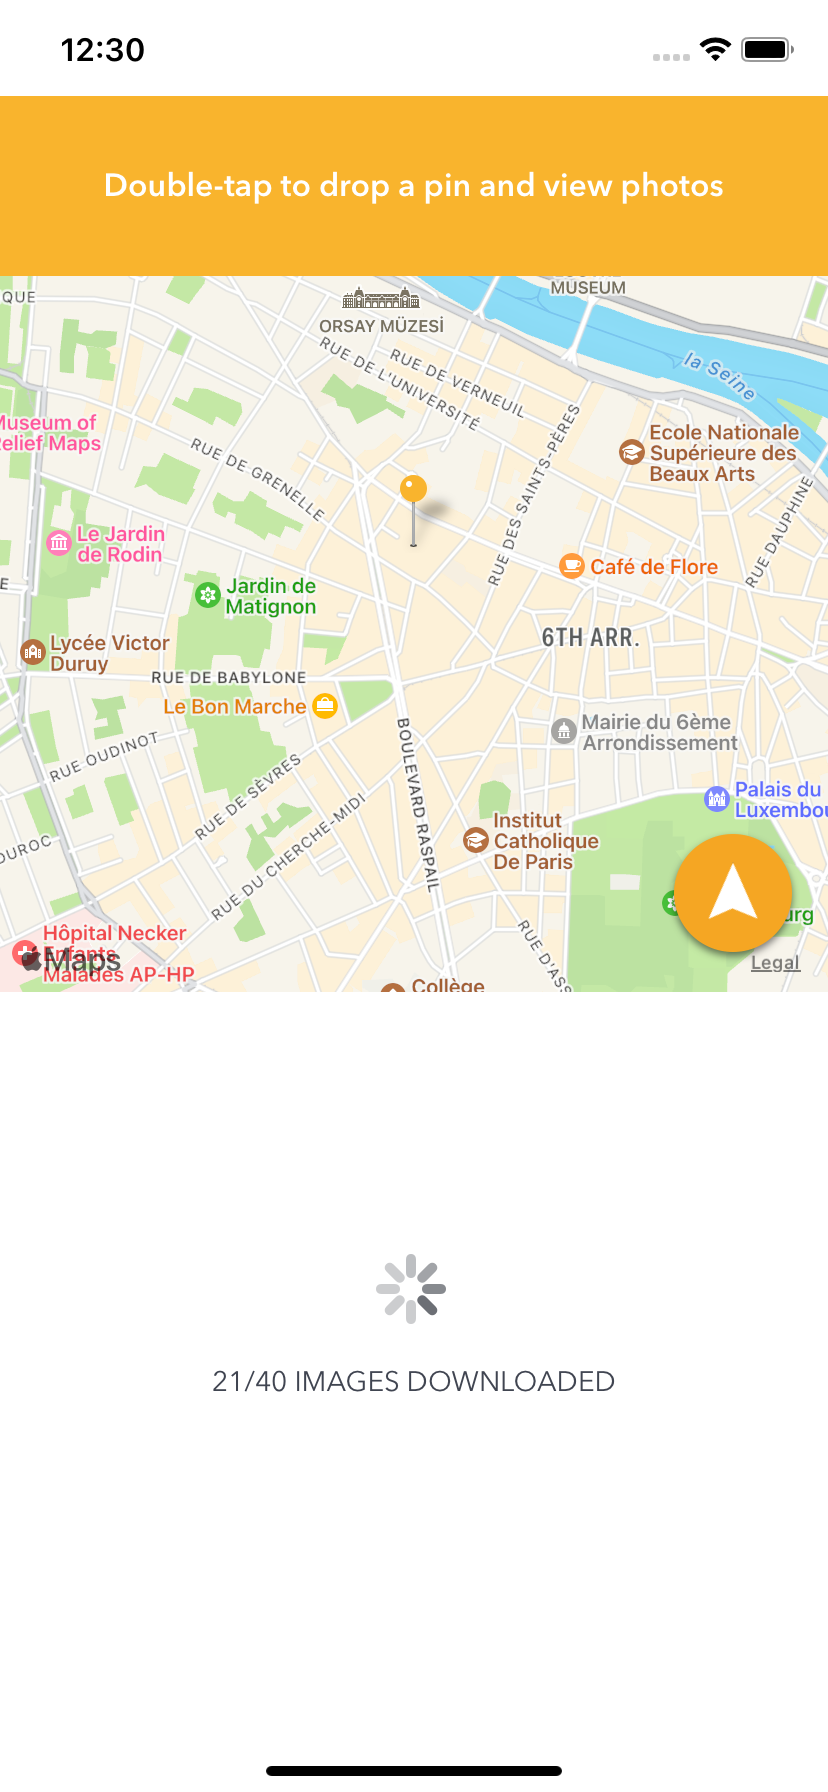 12:30
Double-tap to drop a pin and view photos
QUE
MUSEUM
ORSAY MÜZESİ
la Seine
RUE DE VERNEUIL
RUE DE L'UNIVERSITÉ
Museum of
Relief Maps
Ecole Nationale
Supérieure des
Beaux Arts
RUE DE GRENELLE
RUE DES SAINTS-PÈRES
RUE DAUPHINE
Le Jardin
de Rodin
Café de Flore
Jardin de
Matignon
6TH ARR.
Lycée Victor
Duruy
RUE DE BABYLONE
Le Bon Marche
Mairie du 6ème
Arrondissement
RUE OUDINOT
BOULEVARD RASPAIL
RUE DE SÈVRES
Palais du
Luxembou
RUE DU CHERCHE-MIDI
Institut
Catholique
De Paris
DUROC
urg
RUE D'ASS
Hôpital Necker
Enfants
Malades AP-HP
Maps
Legal
Collège
21/40 IMAGES DOWNLOADED